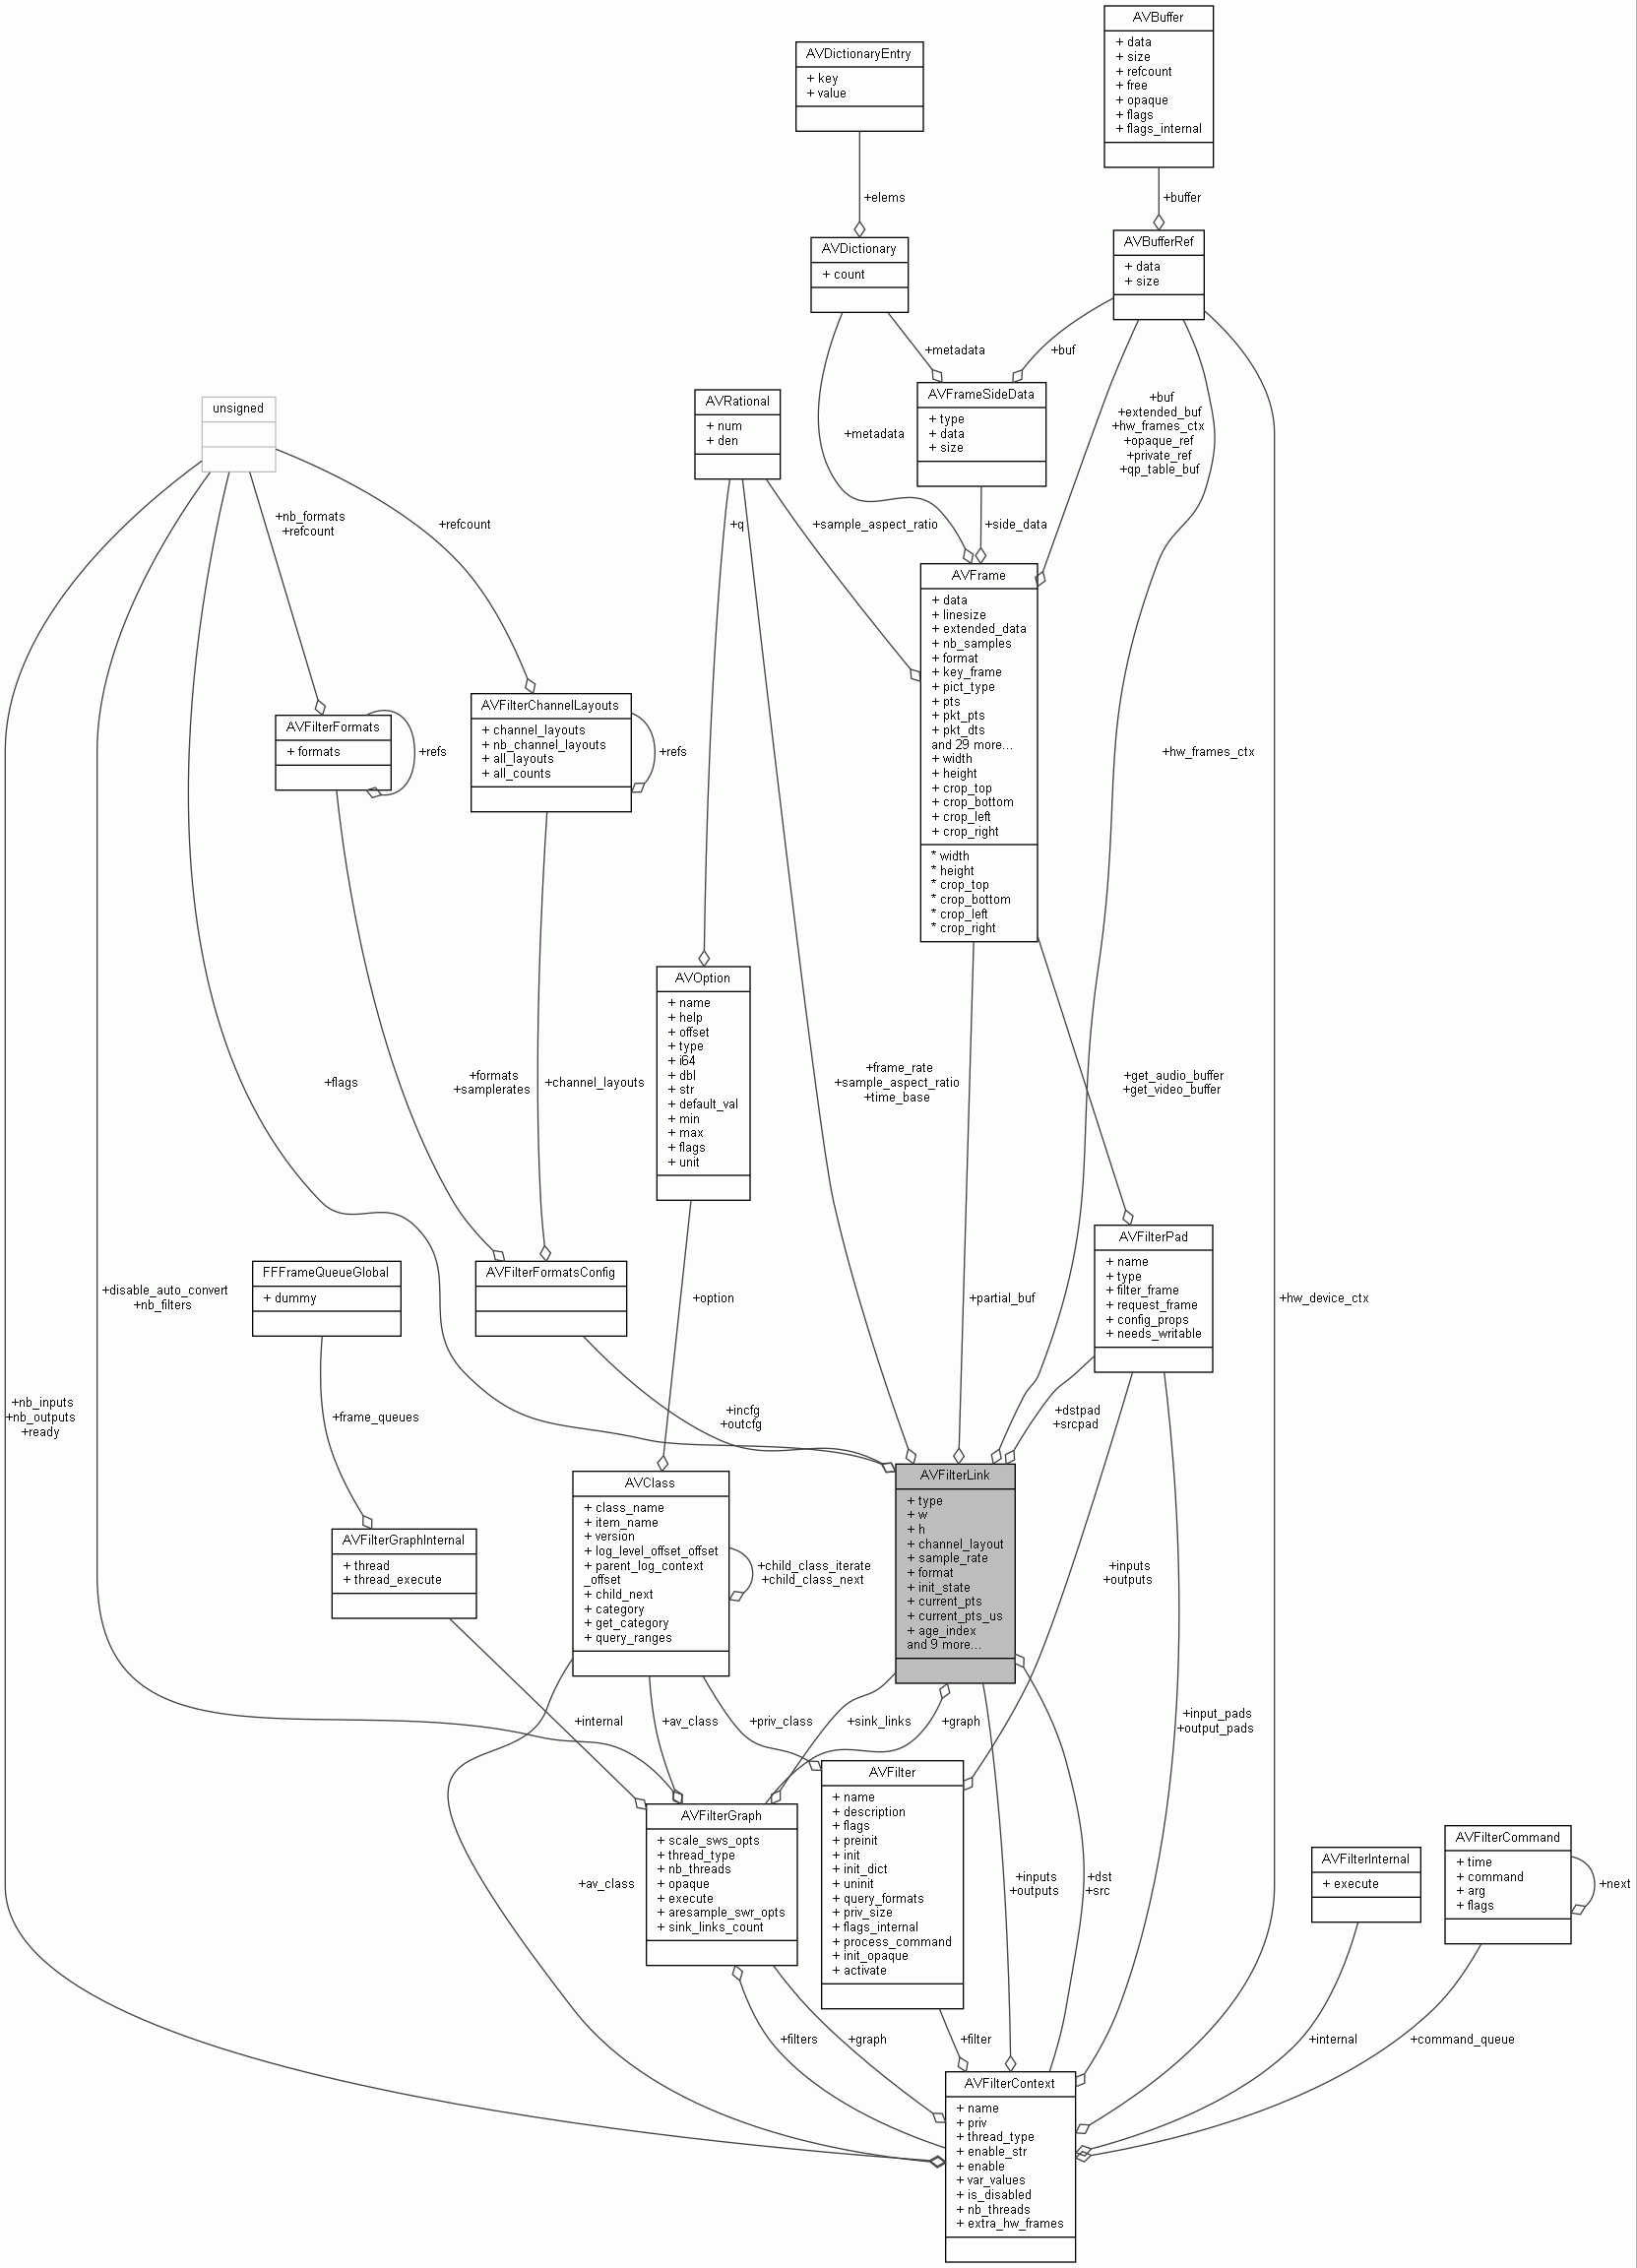 AVBuffer
+ data
+ size
+ refcount
+ free
+ opaque
+ flags
+ flags_internal
AVDictionaryEntry
+ key
+ value
+elems
+buffer
AVDictionary
+ count
AVBufferRef
+ data
+ size
+metadata
+buf
AVFrameSideData
+ type
+ data
+ size
AVRational
+ num
+ den
unsigned
+metadata
+buf
+extended_buf
+hw_frames_ctx
+opaque_ref
+private_ref
+qp_table_buf
+nb_formats
+refcount
+refcount
+q
+sample_aspect_ratio
+side_data
AVFrame
+ data
+ linesize
+ extended_data
+ nb_samples
+ format
+ key_frame
+ pict_type
+ pts
+ pkt_pts
+ pkt_dts
and 29 more...
+ width
+ height
+ crop_top
+ crop_bottom
+ crop_left
+ crop_right
* width
* height
* crop_top
* crop_bottom
* crop_left
* crop_right
AVFilterFormats
+ formats
+refs
AVFilterChannelLayouts
+ channel_layouts
+ nb_channel_layouts
+ all_layouts
+ all_counts
+refs
+hw_frames_ctx
AVOption
+ name
+ help
+ offset
+ type
+ i64
+ dbl
+ str
+ default_val
+ min
+ max
+ flags
+ unit
+flags
+formats
+samplerates
+channel_layouts
+frame_rate
+sample_aspect_ratio
+time_base
+get_audio_buffer
+get_video_buffer
AVFilterPad
+ name
+ type
+ filter_frame
+ request_frame
+ config_props
+ needs_writable
FFFrameQueueGlobal
+ dummy
AVFilterFormatsConfig
+disable_auto_convert
+nb_filters
+option
+partial_buf
+hw_device_ctx
+nb_inputs
+nb_outputs
+ready
+frame_queues
+incfg
+outcfg
+dstpad
+srcpad
AVClass
+ class_name
+ item_name
+ version
+ log_level_offset_offset
+ parent_log_context
_offset
+ child_next
+ category
+ get_category
+ query_ranges
+child_class_iterate
+child_class_next
AVFilterLink
+ type
+ w
+ h
+ channel_layout
+ sample_rate
+ format
+ init_state
+ current_pts
+ current_pts_us
+ age_index
and 9 more...
AVFilterGraphInternal
+ thread
+ thread_execute
+inputs
+outputs
+internal
+av_class
+priv_class
+sink_links
+graph
+input_pads
+output_pads
AVFilter
+ name
+ description
+ flags
+ preinit
+ init
+ init_dict
+ uninit
+ query_formats
+ priv_size
+ flags_internal
+ process_command
+ init_opaque
+ activate
AVFilterGraph
+ scale_sws_opts
+ thread_type
+ nb_threads
+ opaque
+ execute
+ aresample_swr_opts
+ sink_links_count
+av_class
+inputs
+outputs
+dst
+src
AVFilterInternal
+ execute
AVFilterCommand
+ time
+ command
+ arg
+ flags
+next
+filters
+graph
+filter
+internal
+command_queue
AVFilterContext
+ name
+ priv
+ thread_type
+ enable_str
+ enable
+ var_values
+ is_disabled
+ nb_threads
+ extra_hw_frames